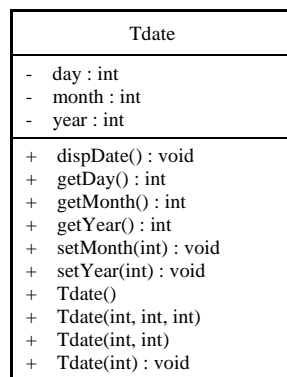 Tdate
- day : int
- month : int
- year : int
+ dispDate() : void
+ getDay() : int
+ getMonth() : int
+ getYear() : int
+ setMonth(int) : void
+ setYear(int) : void
+ Tdate()
+ Tdate(int, int, int)
+ Tdate(int, int)
+ Tdate(int) : void